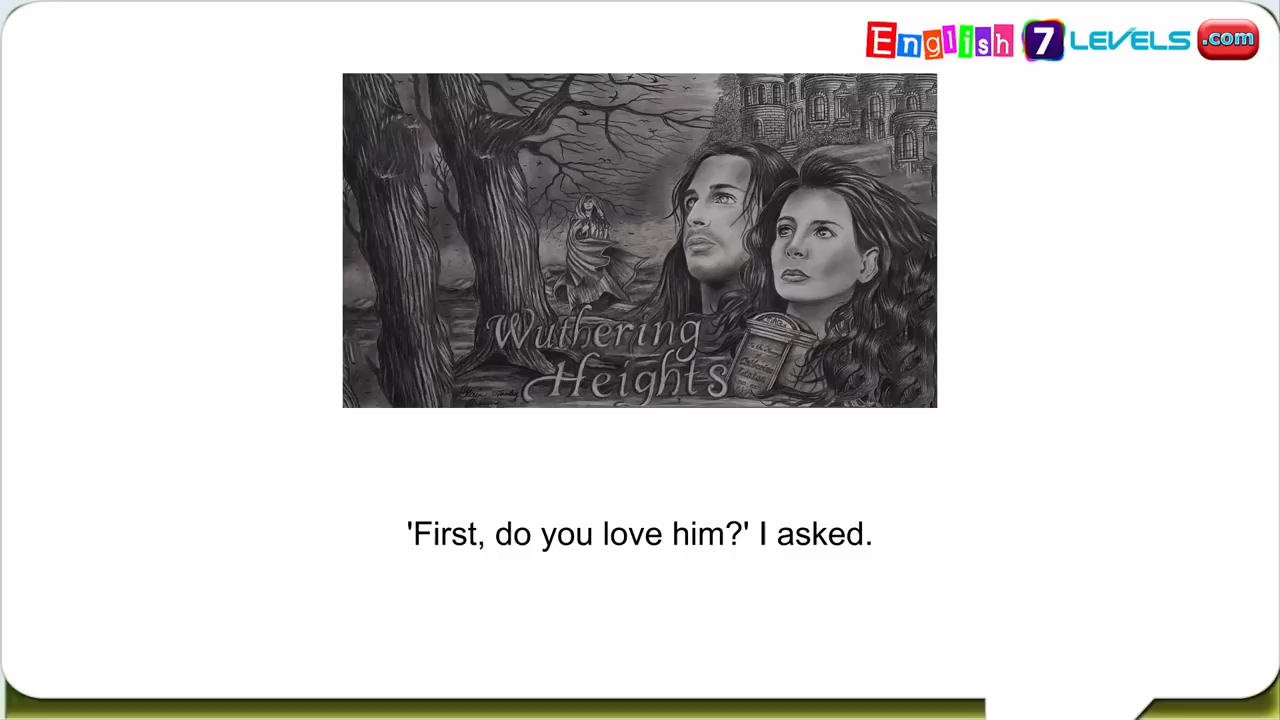 English 7 LEVELS .com
Wuthering
Heights
'First, do you love him?' I asked.